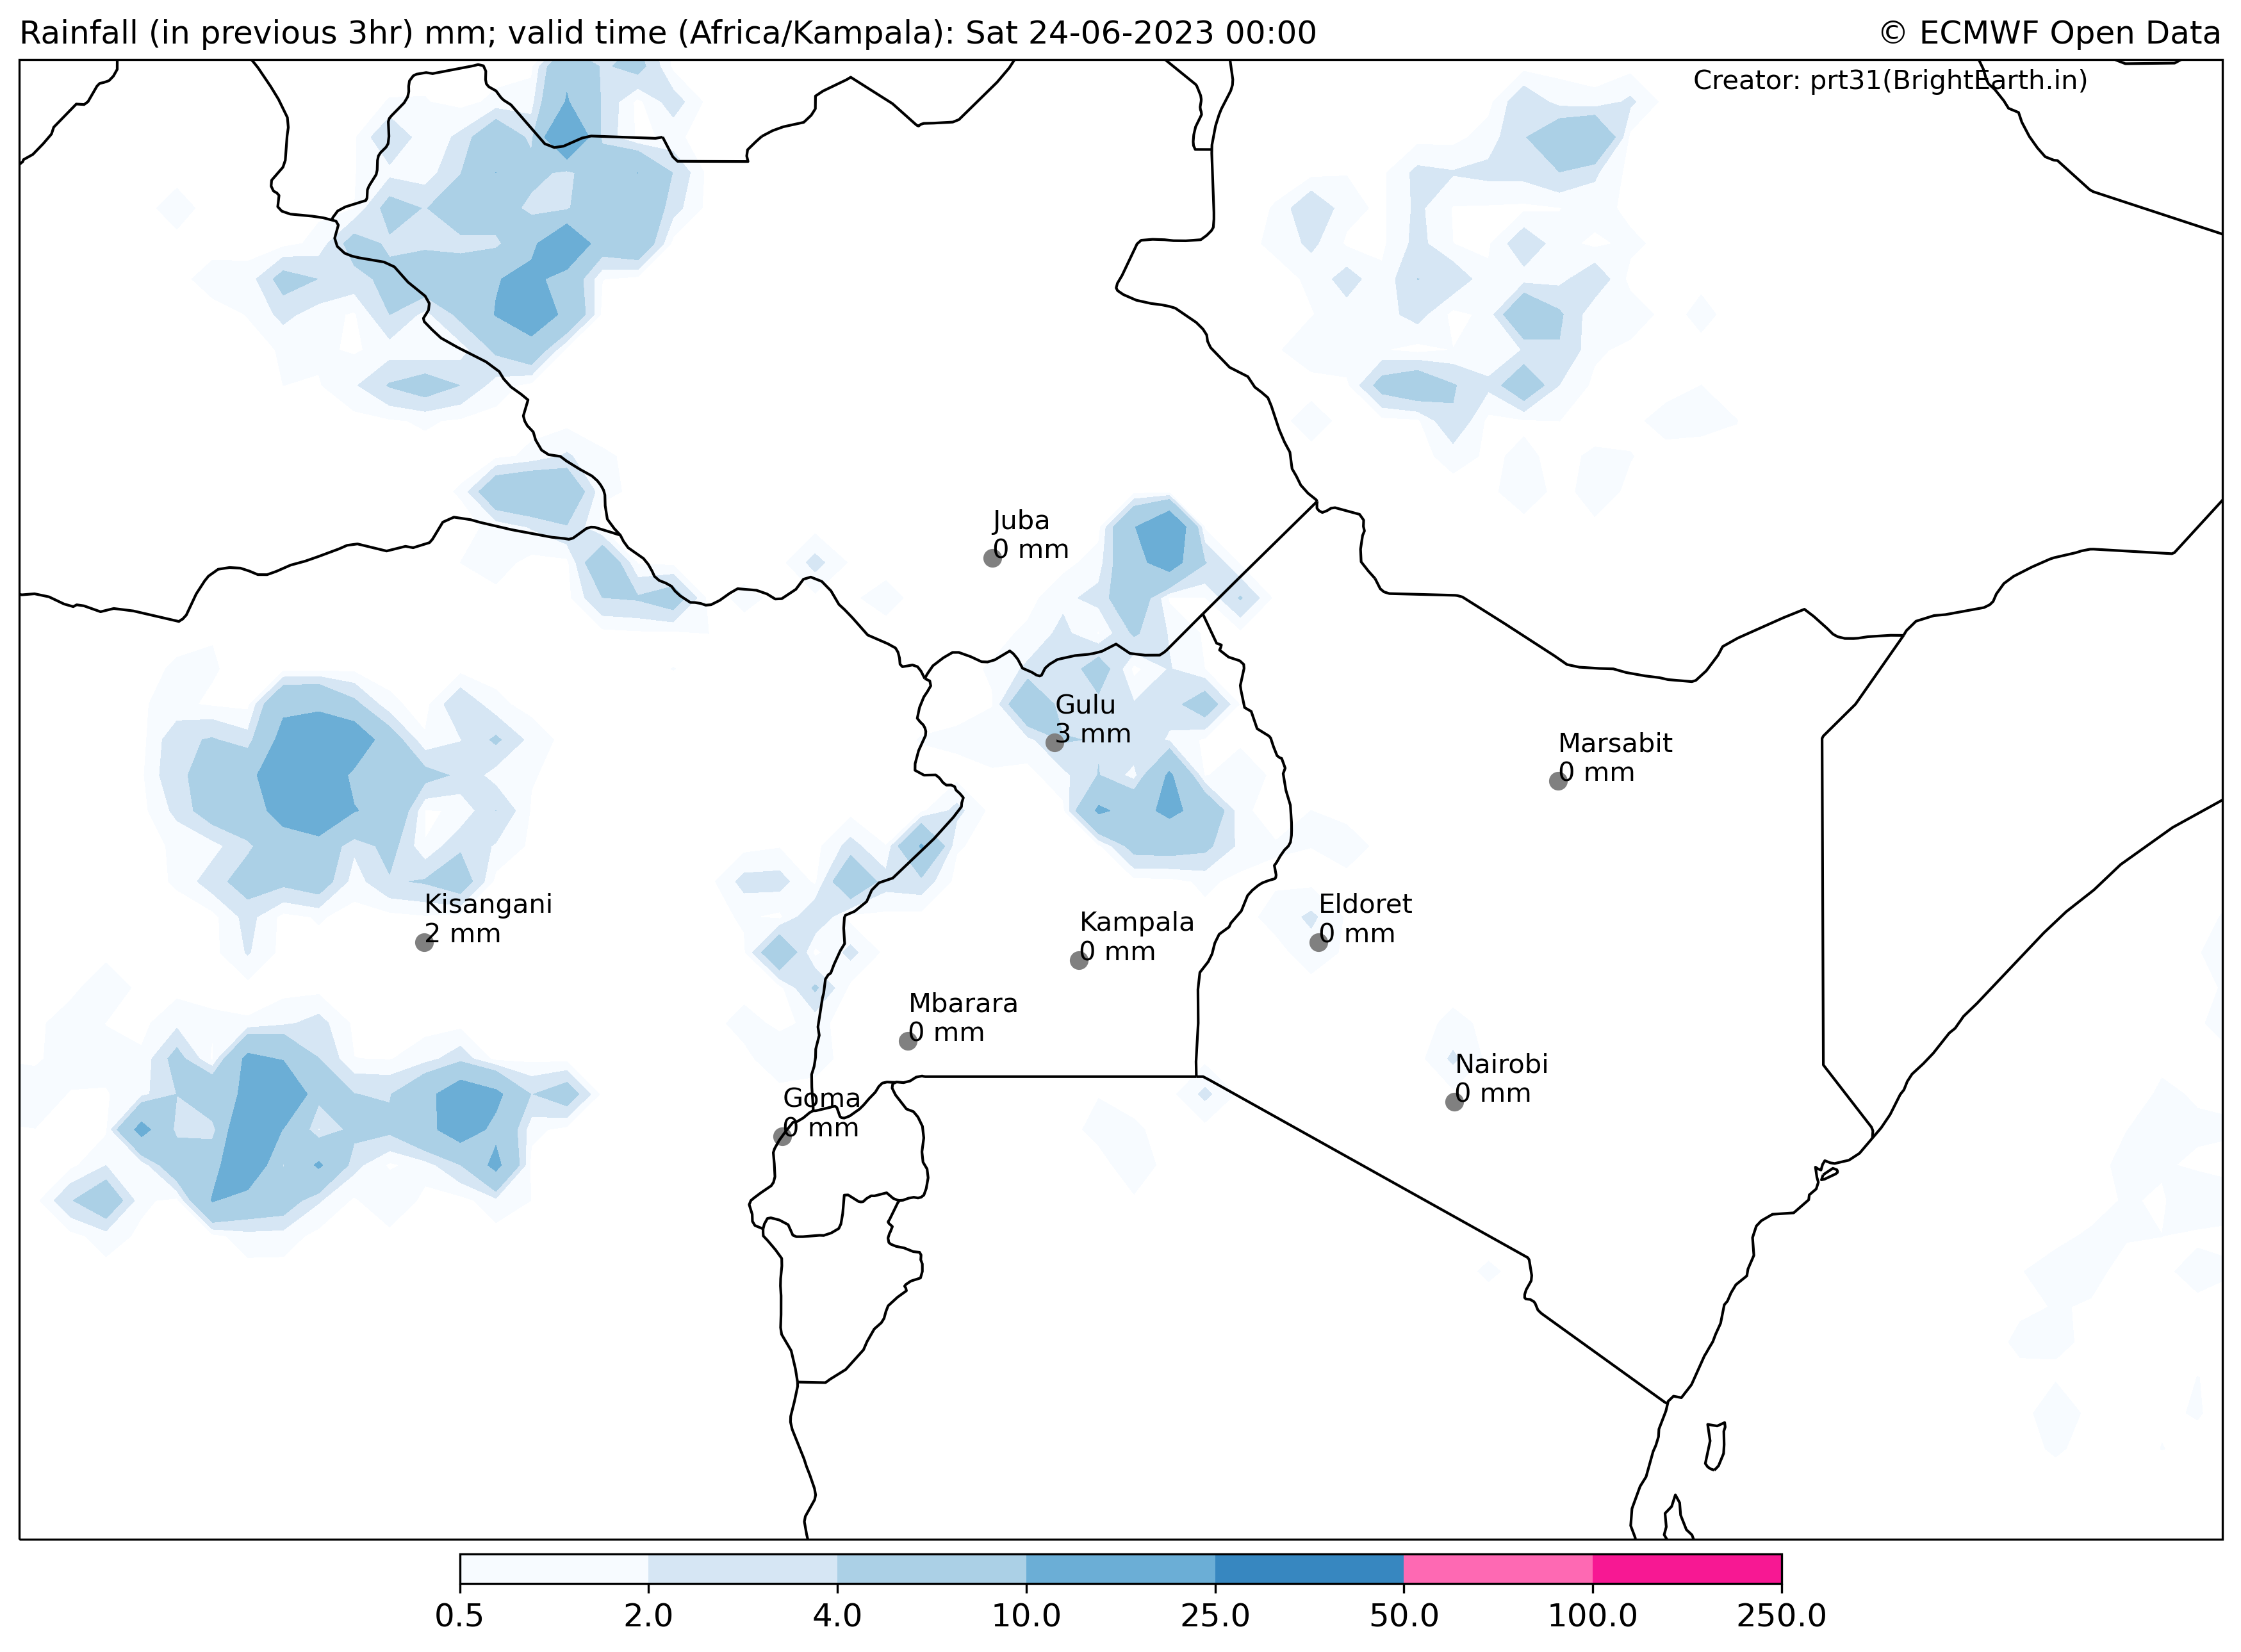 Rainfall (in previous 3hr) mm; valid time (Africa/Kampala): Sat 24-06-2023 00:00
© ECMWF Open Data
Creator: prt31(BrightEarth.in)
Juba
0 mm
Gulu
3 mm
Marsabit
0 mm
Kisangani
2 mm
Kampala
0 mm
Eldoret
0 mm
Mbarara
0 mm
Nairobi
0 mm
Goma
0 mm
0.5 2.0 4.0 10.0 25.0 50.0 100.0 250.0